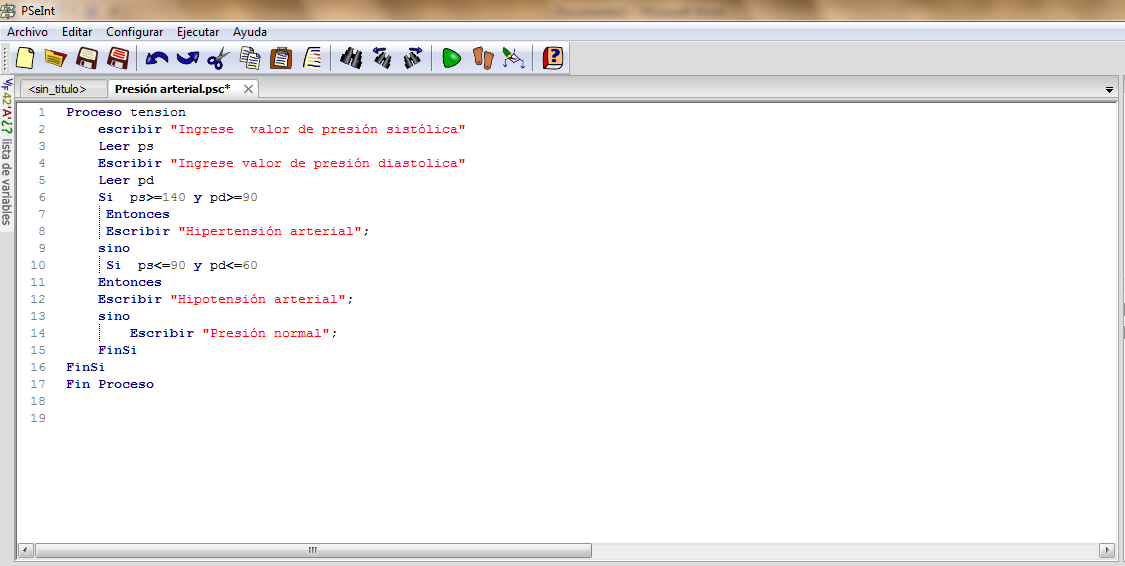 PSeInt
Archivo Editar Configurar Ejecutar Ayuda
<sin_titulo> Presión arterial.psc*
lista de variables
1 Proceso tension
2 escribir "Ingrese  valor de presión sistólica"
3 Leer ps
4 Escribir "Ingrese valor de presión diastolica"
5 Leer pd
6 Si  ps>=140 y pd>=90
7 Entonces
8 Escribir "Hipertensión arterial";
9 sino
10 Si  ps<=90 y pd<=60
11 Entonces
12 Escribir "Hipotensión arterial";
13 sino
14 Escribir "Presión normal";
15 FinSi
16 FinSi
17 Fin Proceso
18
19